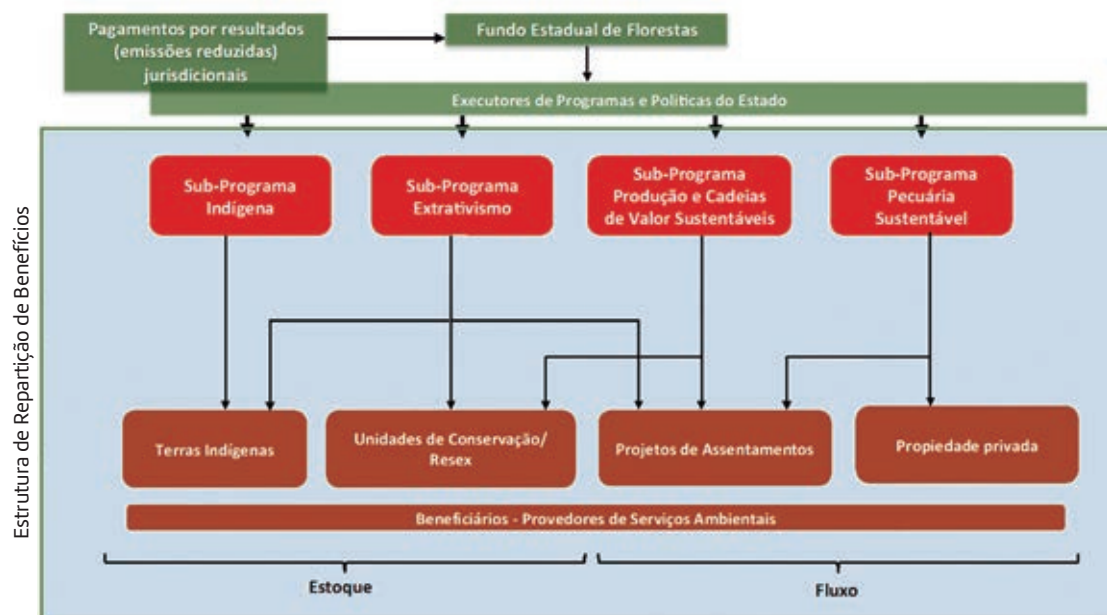 Pagamentos por resultados
(emissões reduzidas)
jurisdicionais
Fundo Estadual de Florestas
Executores de Programas e Políticas do Estado
Estrutura de Repartição de Benefícios
Sub-Programa
Indígena
Sub-Programa
Extrativismo
Sub-Programa
Produção e Cadeias
de Valor Sustentáveis
Sub-Programa
Pecuária
Sustentável
Terras Indígenas
Unidades de Conservação/
Resex
Projetos de Assentamentos
Propiedade privada
Beneficiários - Provedores de Serviços Ambientais
Estoque
Fluxo